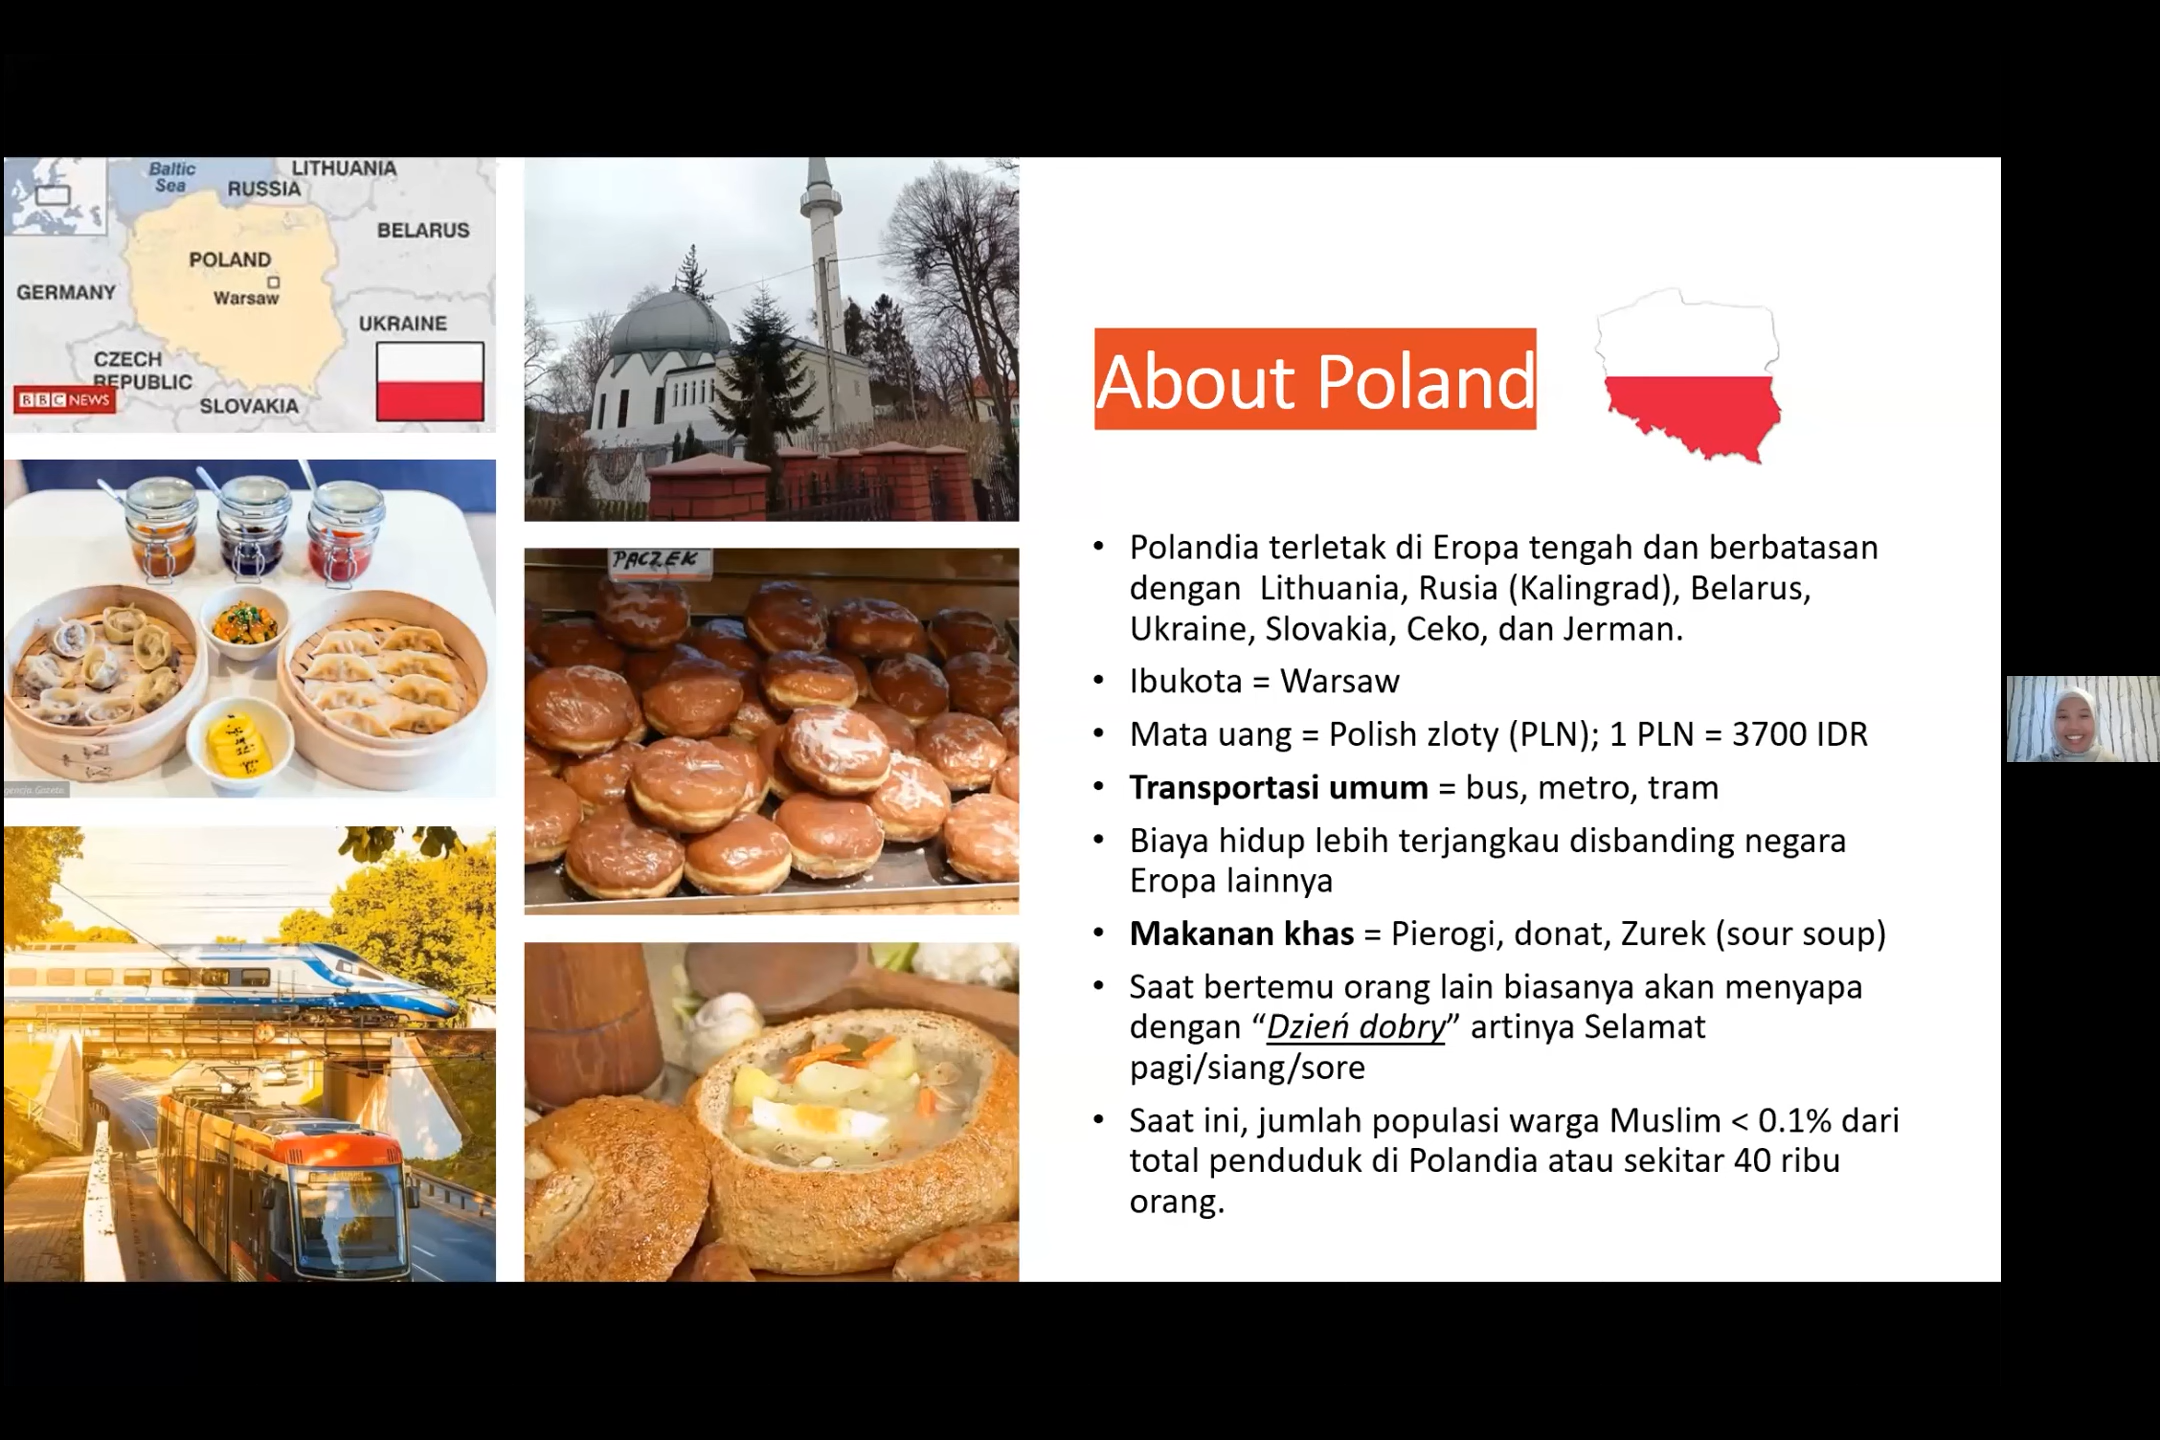 Baltic
Sea
LITHUANIA
RUSSIA
BELARUS
POLAND
Warsaw
GERMANY
UKRAINE
CZECH
REPUBLIC
BBC NEWS
SLOVAKIA
PACZEK
About Poland
• Polandia terletak di Eropa tengah dan berbatasan
dengan Lithuania, Rusia (Kalingrad), Belarus,
Ukraine, Slovakia, Ceko, dan Jerman.
• Ibukota = Warsaw
• Mata uang = Polish zloty (PLN); 1 PLN = 3700 IDR
• Transportasi umum = bus, metro, tram
• Biaya hidup lebih terjangkau disbanding negara
Eropa lainnya
• Makanan khas = Pierogi, donat, Zurek (sour soup)
• Saat bertemu orang lain biasanya akan menyapa
dengan “Dzień dobry” artinya Selamat
pagi/siang/sore
• Saat ini, jumlah populasi warga Muslim < 0.1% dari
total penduduk di Polandia atau sekitar 40 ribu
orang.